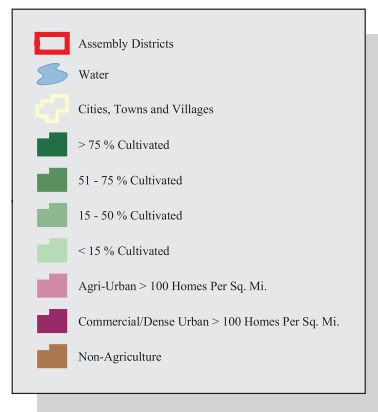 Assembly Districts
Water
Cities, Towns and Villages
> 75 % Cultivated
51 - 75 % Cultivated
15 - 50 % Cultivated
< 15 % Cultivated
Agri-Urban > 100 Homes Per Sq. Mi.
Commercial/Dense Urban > 100 Homes Per Sq. Mi.
Non-Agriculture